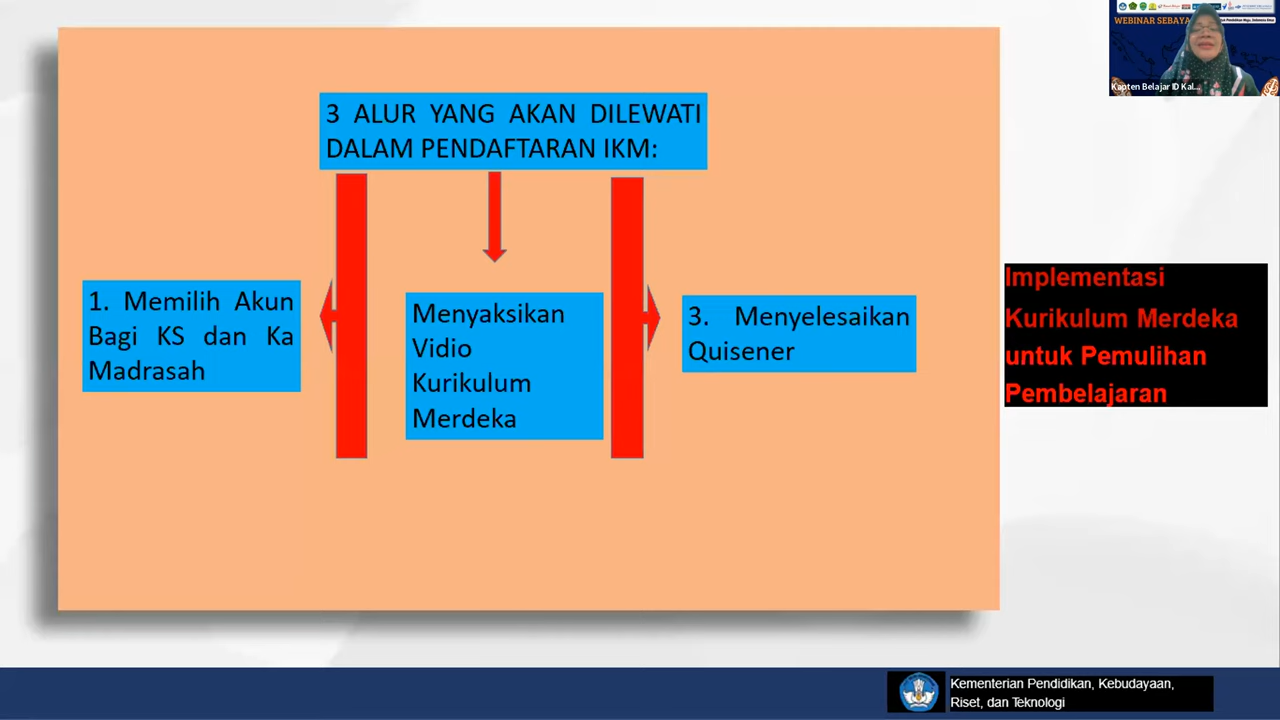 WEBINAR SEBAYA
Kapten Belajar ID Kal...
3 ALUR YANG AKAN DILEWATI
DALAM PENDAFTARAN IKM:
1. Memilih Akun
Bagi KS dan Ka
Madrasah
Menyaksikan
Vidio
Kurikulum
Merdeka
3. Menyelesaikan
Quisener
Implementasi
Kurikulum Merdeka
untuk Pemulihan
Pembelajaran
Kementerian Pendidikan, Kebudayaan,
Riset, dan Teknologi